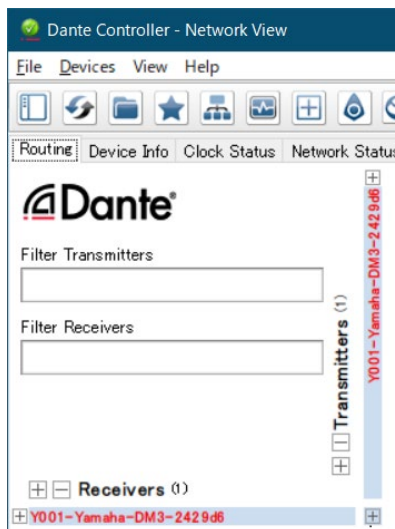 Dante Controller - Network View
File Devices View Help
Routing Device Info Clock Status Network Status
Dante
Filter Transmitters
Filter Receivers
Transmitters (1)
Y001-Yamaha-DM3-2429d6
Receivers (1)
Y001-Yamaha-DM3-2429d6